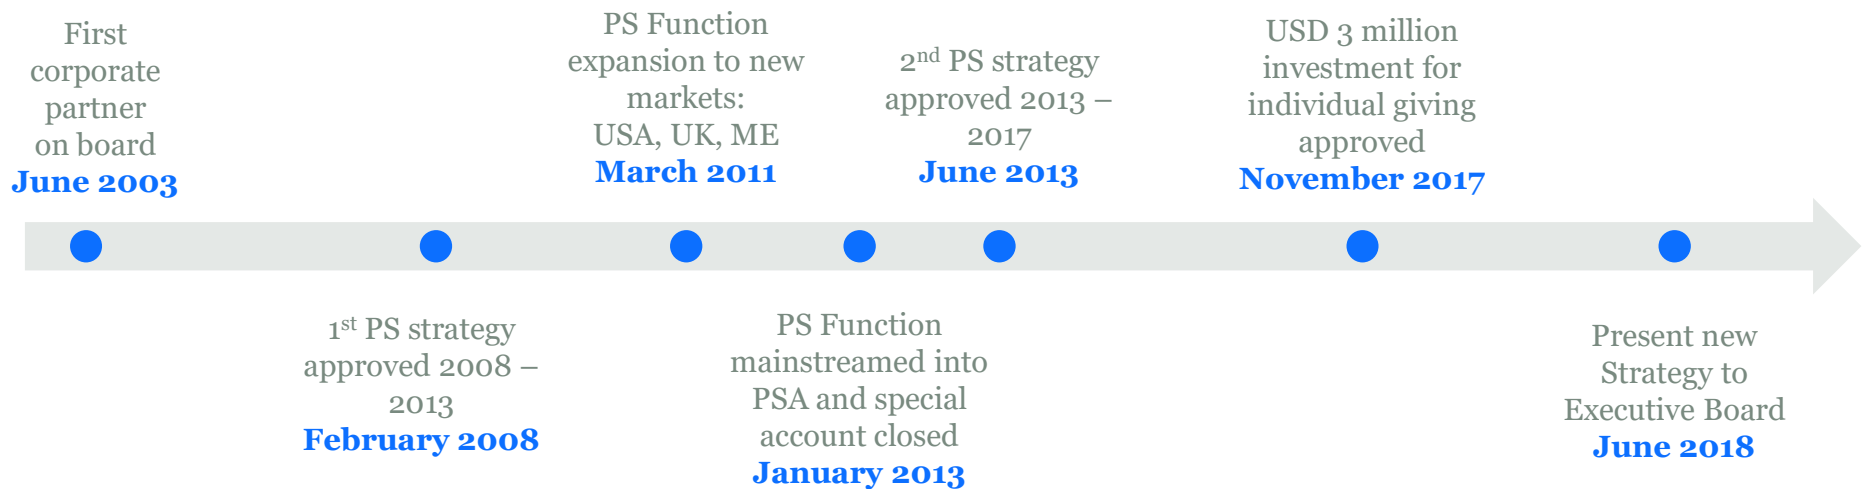 First
corporate
partner
on board
June 2003
1st PS strategy
approved 2008 –
2013
February 2008
PS Function
expansion to new
markets:
USA, UK, ME
March 2011
PS Function
mainstreamed into
PSA and special
account closed
January 2013
2nd PS strategy
approved 2013 –
2017
June 2013
USD 3 million
investment for
individual giving
approved
November 2017
Present new
Strategy to
Executive Board
June 2018